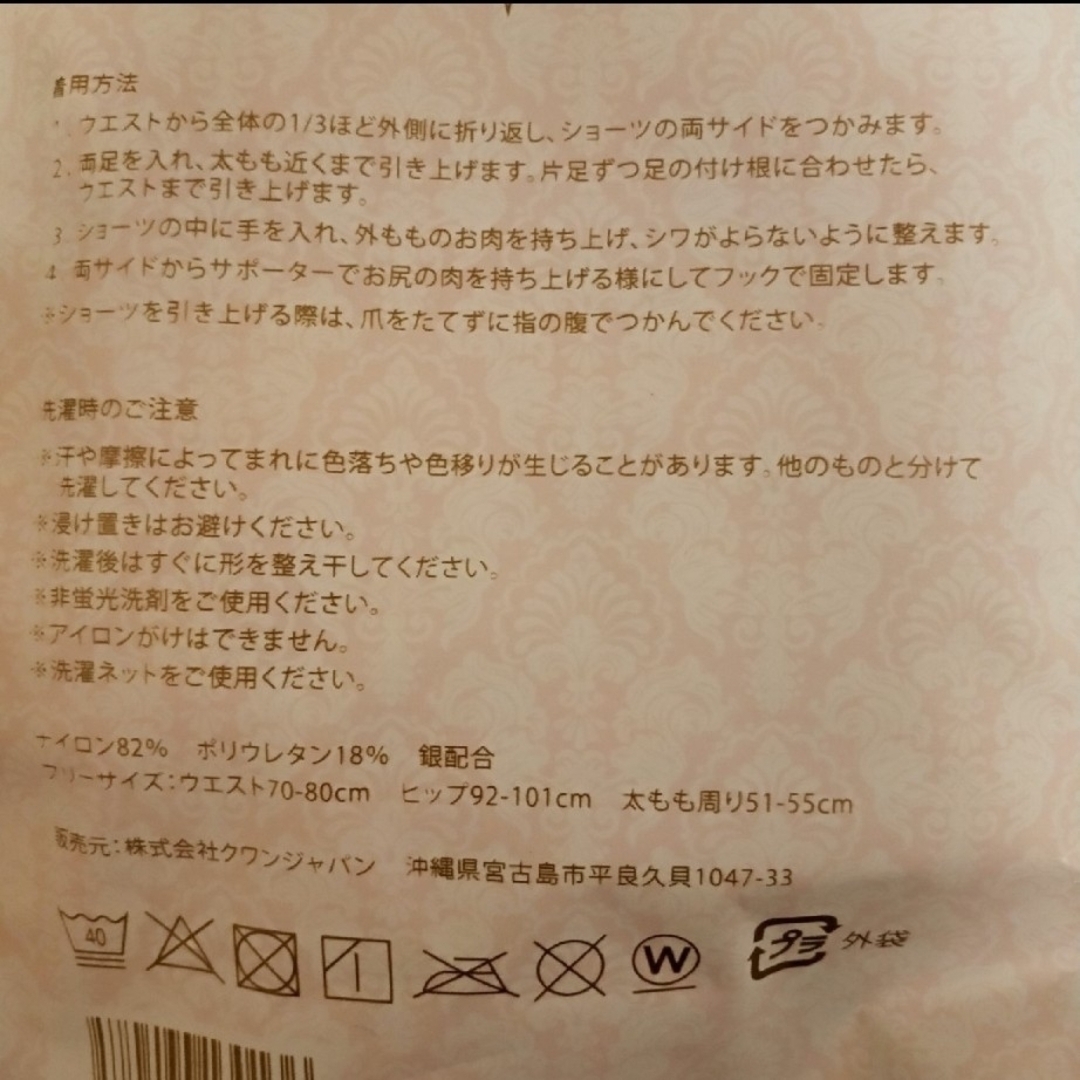 着用方法
1. ウエストから全体の1/3ほど外側に折り返し、ショーツの両サイドをつかみます。
2. 両足を入れ、太もも近くまで引き上げます。片足ずつ足の付け根に合わせたら、
ウエストまで引き上げます。
3 ショーツの中に手を入れ、外もものお肉を持ち上げ、シワがよらないように整えます。
4 両サイドからサポーターでお尻の肉を持ち上げる様にしてフックで固定します。
※ショーツを引き上げる際は、爪をたてずに指の腹でつかんでください。
洗濯時のご注意
※汗や摩擦によってまれに色落ちや色移りが生じることがあります。他のものと分けて
洗濯してください。
※浸け置きはお避けください。
※洗濯後はすぐに形を整え干してください。
※非蛍光洗剤をご使用ください。
※アイロンがけはできません。
※洗濯ネットをご使用ください。
ナイロン82% ポリウレタン18% 銀配合
フリーサイズ:ウエスト70-80cm ヒップ92-101cm 太もも周り51-55cm
販売元:株式会社クワンジャパン 沖縄県宮古島市平良久貝1047-33
40 W プラ 外袋